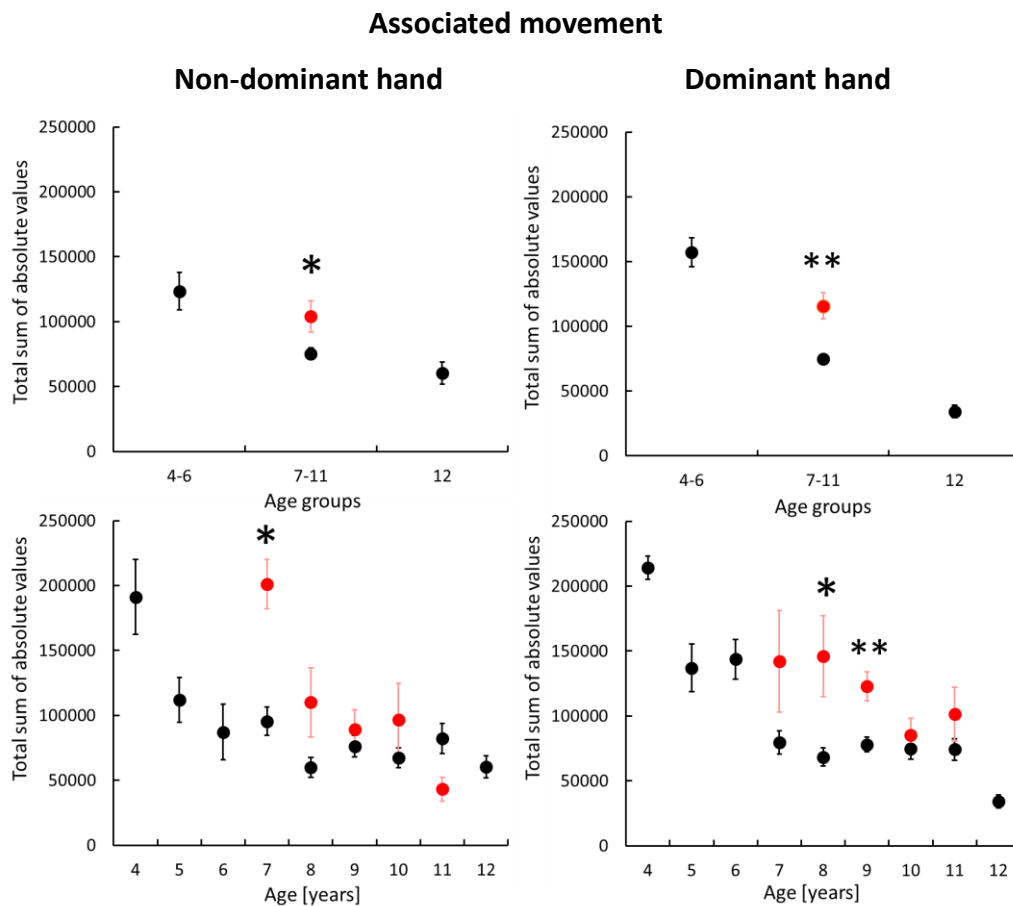 Associated movement
Non-dominant hand
Dominant hand
Total sum of absolute values
250000
200000
150000
100000
50000
0
*
4-6
7-11
12
Age groups
Total sum of absolute values
250000
200000
150000
100000
50000
0
**
4-6
7-11
12
Age groups
Total sum of absolute values
250000
200000
150000
100000
50000
0
*
4 5 6 7 8 9 10 11 12
Age [years]
Total sum of absolute values
250000
200000
150000
100000
50000
0
*
**
4 5 6 7 8 9 10 11 12
Age [years]